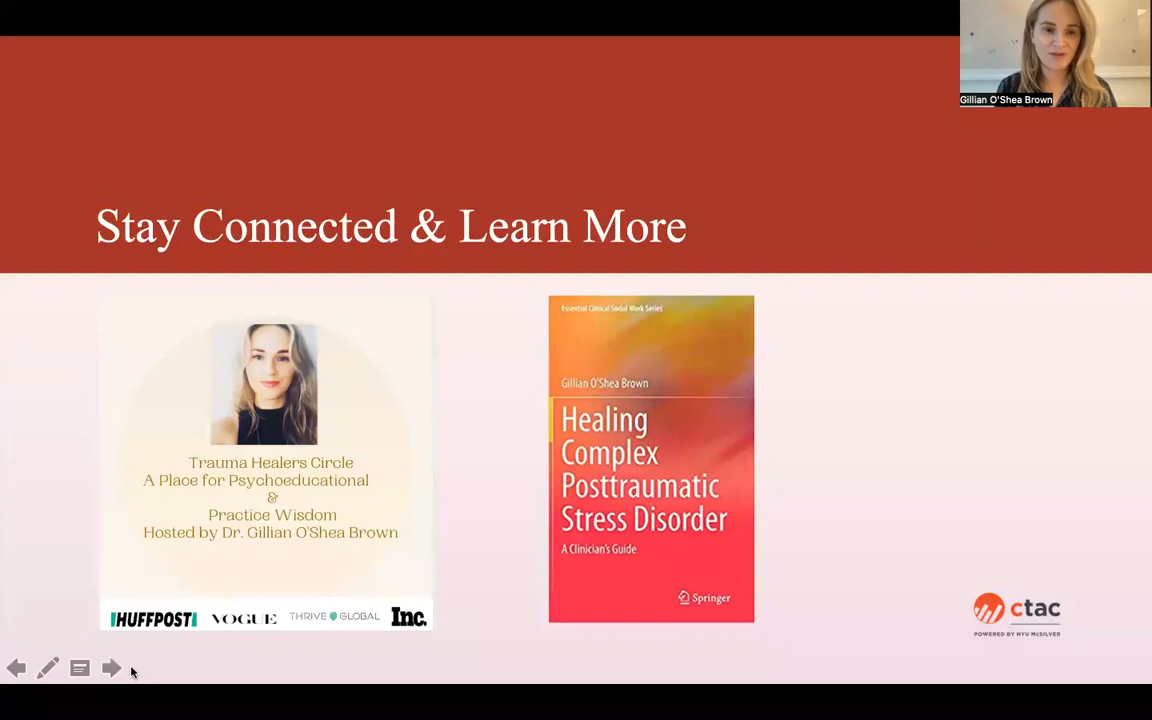 Gillian O'Shea Brown
Stay Connected & Learn More
Trauma Healers Circle
A Place for Psychoeducational
&
Practice Wisdom
Hosted by Dr. Gillian O'Shea Brown
HUFFPOST VOGUE THRIVE GLOBAL Inc.
Essential Clinical Social Work Series
Gillian O'Shea Brown
Healing
Complex
Posttraumatic
Stress Disorder
A Clinician's Guide
Springer
ctac
POWERED BY NYU McSILVER